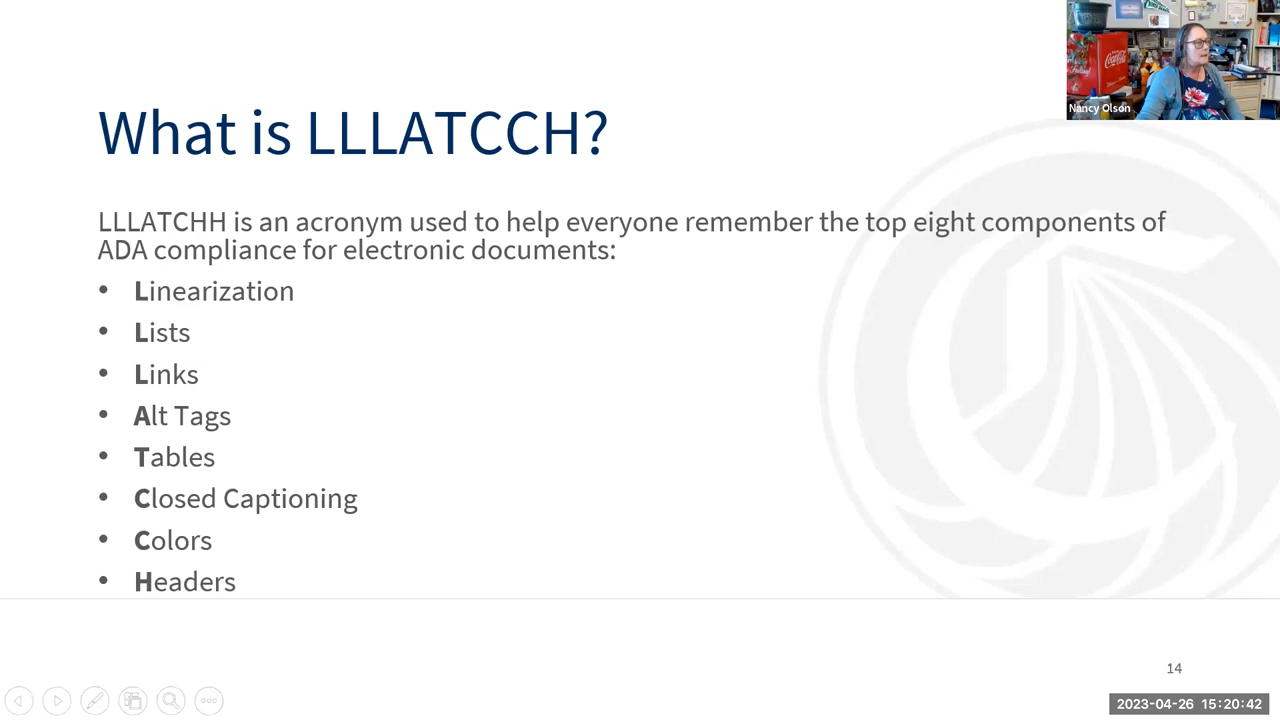 Coca-Cola
Nancy Olson
What is LLLATCCH?
LLLATCHH is an acronym used to help everyone remember the top eight components of
ADA compliance for electronic documents:
• Linearization
• Lists
• Links
• Alt Tags
• Tables
• Closed Captioning
• Colors
• Headers
14
2023-04-26 15:20:42